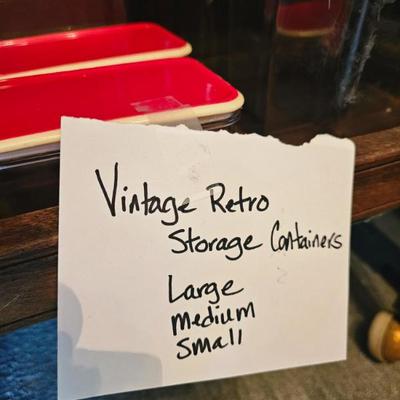 Vintage Retro
Storage Containers
Large
medium
small